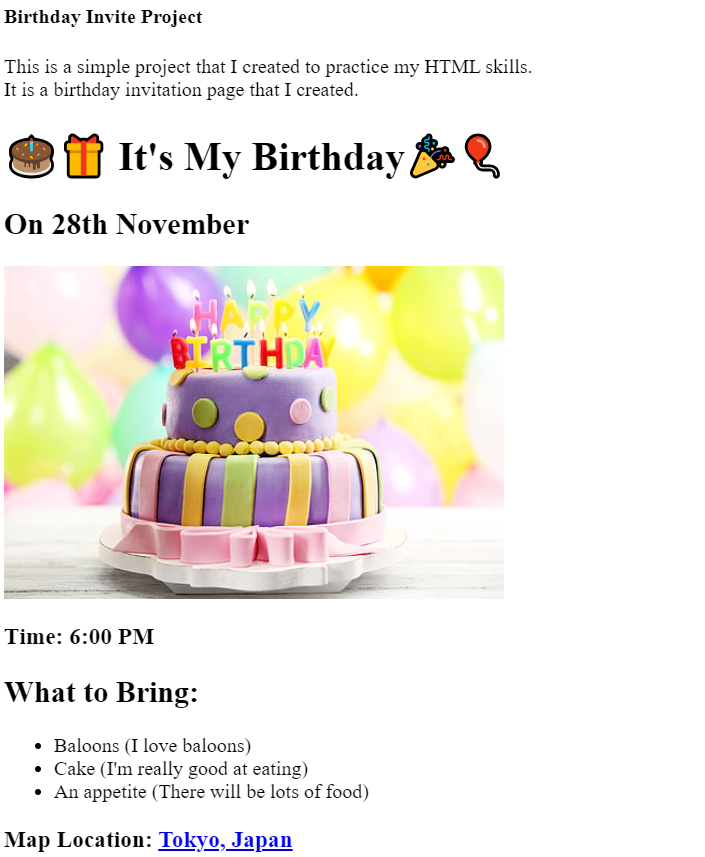 Birthday Invite Project
This is a simple project that I created to practice my HTML skills.
It is a birthday invitation page that I created.
🎂🎁 It's My Birthday🎉🎈
On 28th November
HAPPY
BIRTHDAY
Time: 6:00 PM
What to Bring:
• Baloons (I love baloons)
• Cake (I'm really good at eating)
• An appetite (There will be lots of food)
Map Location: Tokyo, Japan